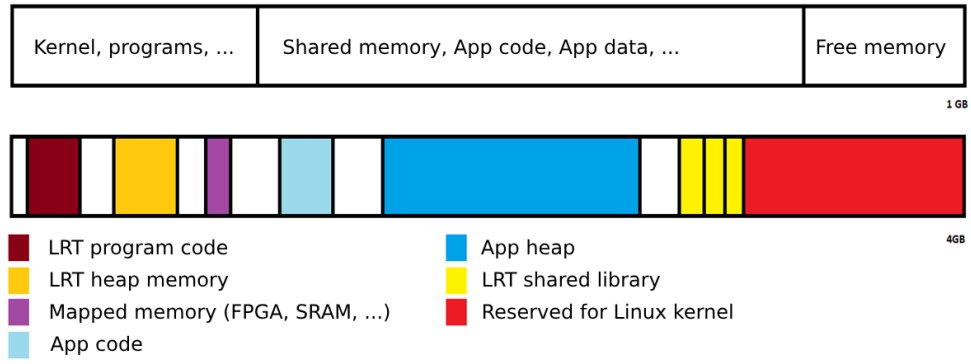 Kernel, programs, ...
Shared memory, App code, App data, ...
Free memory
1 GB
4GB
LRT program code
LRT heap memory
Mapped memory (FPGA, SRAM, ...)
App code
App heap
LRT shared library
Reserved for Linux kernel